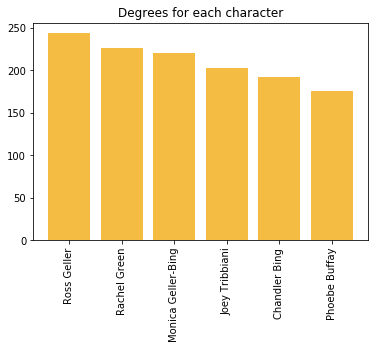 Degrees for each character
250
200
150
100
50
0
Ross Geller
Rachel Green
Monica Geller-Bing
Joey Tribbiani
Chandler Bing
Phoebe Buffay